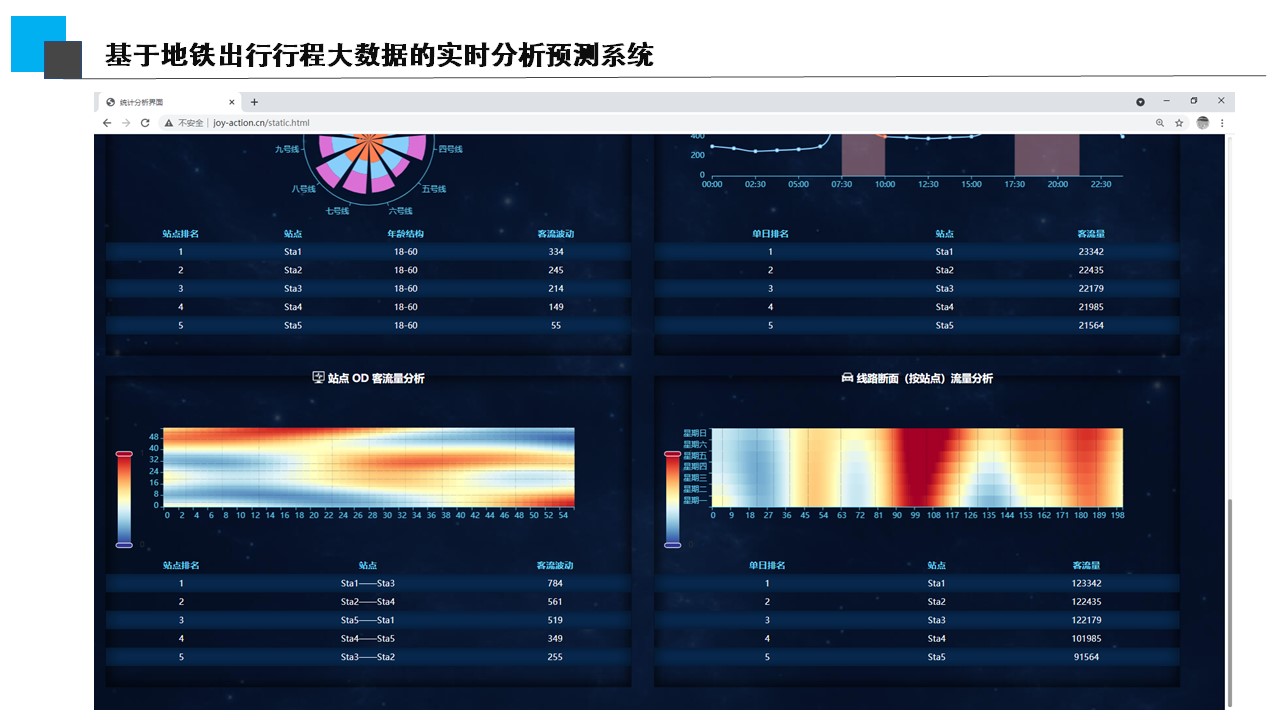 基于地铁出行行程大数据的实时分析预测系统
统计分析界面
不安全 | joy-action.cn/static.html
九号线 四号线
八号线 五号线
七号线 六号线
400
200
0
00:00 02:30 05:00 07:30 10:00 12:30 15:00 17:30 20:00 22:30
站点排名 站点 年龄结构 客流波动
1 Sta1 18-60 334
2 Sta2 18-60 245
3 Sta3 18-60 214
4 Sta4 18-60 149
5 Sta5 18-60 55
单日排名 站点 客流量
1 Sta1 23342
2 Sta2 22435
3 Sta3 22179
4 Sta4 21985
5 Sta5 21564
站点 OD 客流量分析
48
40
32
24
16
8
0
0 2 4 6 8 10 12 14 16 18 20 22 24 26 28 30 32 34 36 38 40 42 44 46 48 50 52 54
站点排名 站点 客流波动
1 Sta1——Sta3 784
2 Sta2——Sta4 561
3 Sta5——Sta1 519
4 Sta4——Sta5 349
5 Sta3——Sta2 255
线路断面（按站点）流量分析
星期日
星期六
星期五
星期四
星期三
星期二
星期一
0 9 18 27 36 45 54 63 72 81 90 99 108 117 126 135 144 153 162 171 180 189 198
单日排名 站点 客流量
1 Sta1 123342
2 Sta2 122435
3 Sta3 122179
4 Sta4 101985
5 Sta5 91564